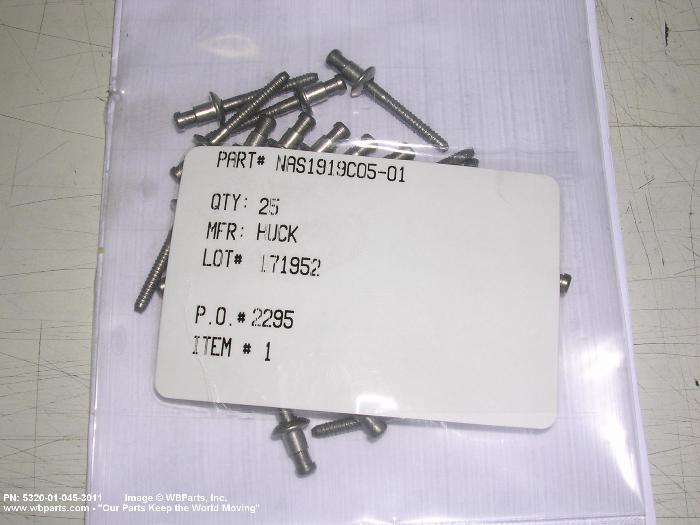 PART# NAS1919C05-01
QTY: 25
MFR: HUCK
LOT# 171952
P.O.# 2295
ITEM # 1
PN: 5320-01-045-3011 Image © WBParts, Inc.
www.wbparts.com - "Our Parts Keep the World Moving"